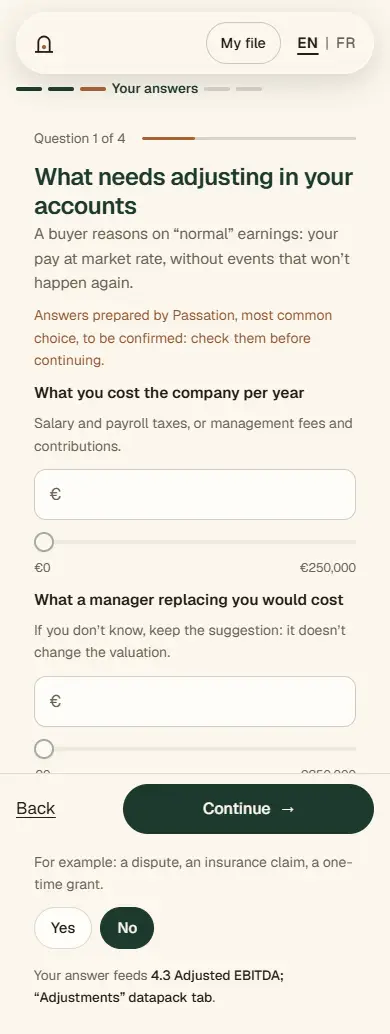 My file
EN | FR
Your answers
Question 1 of 4
What needs adjusting in your
accounts
A buyer reasons on “normal” earnings: your
pay at market rate, without events that won’t
happen again.
Answers prepared by Passation, most common
choice, to be confirmed: check them before
continuing.
What you cost the company per year
Salary and payroll taxes, or management fees and
contributions.
€
€0 €250,000
What a manager replacing you would cost
If you don’t know, keep the suggestion: it doesn’t
change the valuation.
€
Back Continue →
For example: a dispute, an insurance claim, a one-
time grant.
Yes No
Your answer feeds 4.3 Adjusted EBITDA;
“Adjustments” datapack tab.